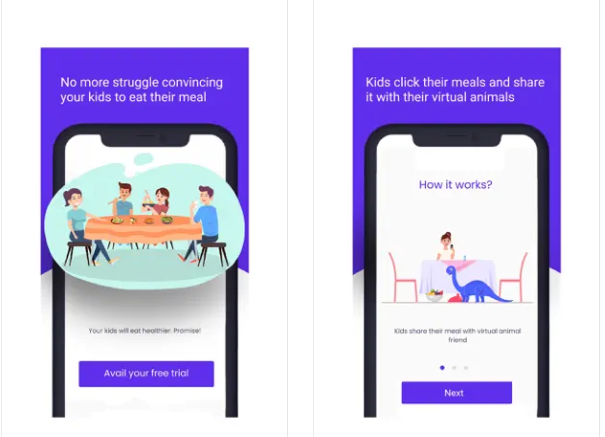 No more struggle convincing
your kids to eat their meal
Your kids will eat healthier. Promise!
Avail your free trial
Kids click their meals and share
it with their virtual animals
How it works?
Kids share their meal with virtual animal
friend
Next